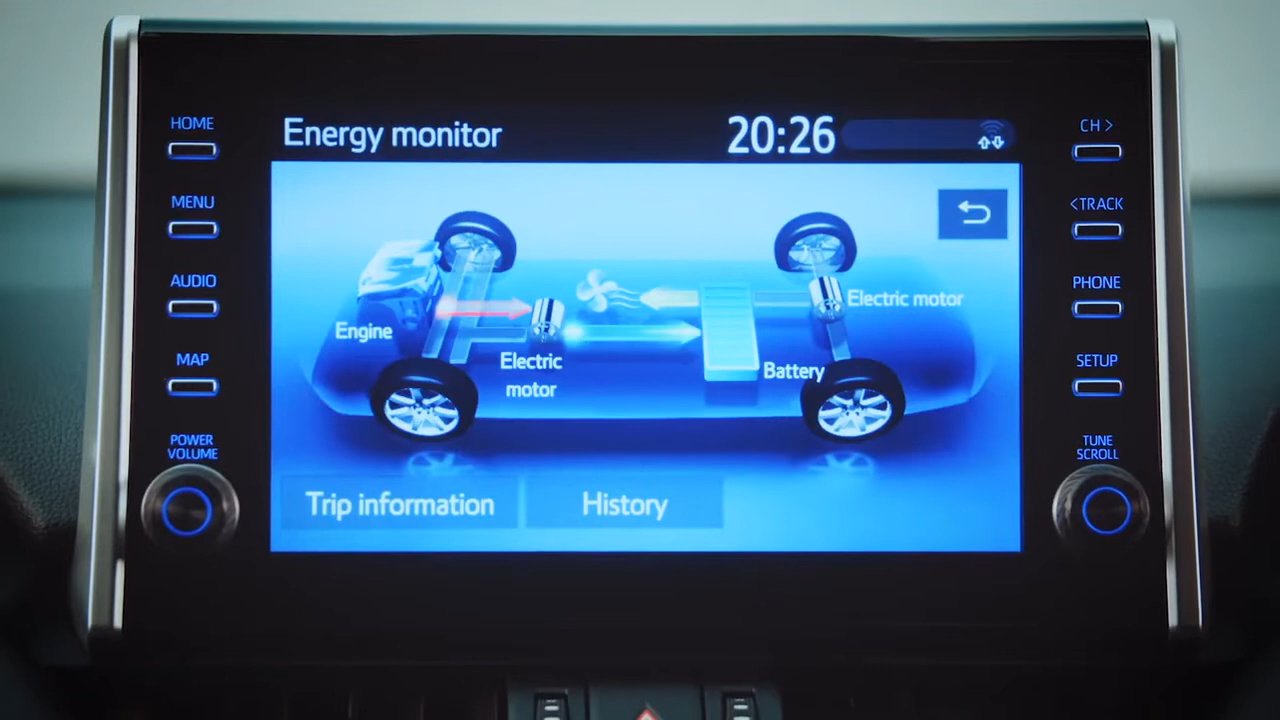 Energy monitor
20:26
HOME
MENU
AUDIO
MAP
POWER
VOLUME
CH >
<TRACK
PHONE
SETUP
TUNE
SCROLL
Engine
Electric
motor
Electric motor
Battery
Trip information
History